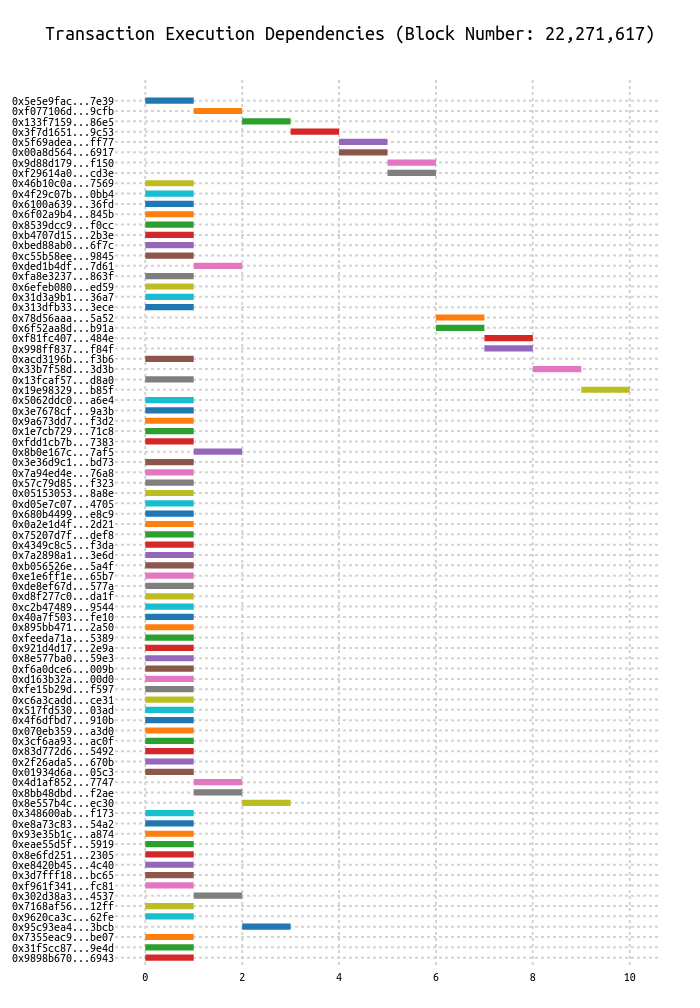 Transaction Execution Dependencies (Block Number: 22,271,617)
0x5e5e9fac...7e39
0xf077106d...9cfb
0x133f7159...86e5
0x3f7d1651...9c53
0x5f69adea...ff77
0x00a8d564...6917
0x9d88d179...f150
0xf29614a0...cd3e
0x46b10c0a...7569
0x4f29c07b...0bb4
0x6100a639...36fd
0x6f02a9b4...845b
0x8539dcc9...f0cc
0xb4707d15...2b3e
0xbed88ab0...6f7c
0xc55b58ee...9845
0xded1b4df...7d61
0xfa8e3237...863f
0x6efeb080...ed59
0x31d3a9b1...36a7
0x313dfb33...3ece
0x78d56aaa...5a52
0x6f52aa8d...b91a
0xf81fc407...484e
0x998ff837...f84f
0xacd3196b...f3b6
0x33b7f58d...3d3b
0x13fcaf57...d8a0
0x19e98329...b85f
0x5062ddc0...a6e4
0x3e7678cf...9a3b
0x9a673dd7...f3d2
0x1e7cb729...71c8
0xfdd1cb7b...7383
0x8b0e167c...7af5
0x3e36d9c1...bd73
0x7a94ed4e...76a8
0x57c79d85...f323
0x05153053...8a8e
0xd05e7c07...4705
0x680b4499...e8c9
0x0a2e1d4f...2d21
0x75207d7f...def8
0x4349c8c5...f3da
0x7a2898a1...3e6d
0xb056526e...5a4f
0xe1e6ff1e...65b7
0xde8ef67d...577a
0xd8f277c0...da1f
0xc2b47489...9544
0x40a7f503...fe10
0x895bb471...2a50
0xfeeda71a...5389
0x921d4d17...2e9a
0x8e577ba0...59e3
0xf6a0dce6...009b
0xd163b32a...00d0
0xfe15b29d...f597
0xc6a3cadd...ce31
0x517fd530...03ad
0x4f6dfbd7...910b
0x070eb359...a3d0
0x3cf6aa93...ac0f
0x83d772d6...5492
0x2f26ada5...670b
0x01934d6a...05c3
0x4d1af852...7747
0x8bb48dbd...f2ae
0x8e557b4c...ec30
0x348600ab...f173
0xe8a73c83...54a2
0x93e35b1c...a874
0xeae55d5f...5919
0x8e6fd251...2305
0xe8420b45...4c40
0x3d7fff18...bc65
0xf961f341...fc81
0x302d38a3...4537
0x7168af56...12ff
0x9620ca3c...62fe
0x95c93ea4...3bcb
0x7355eac9...be07
0x31f5cc87...9e4d
0x9898b670...6943
0 2 4 6 8 10